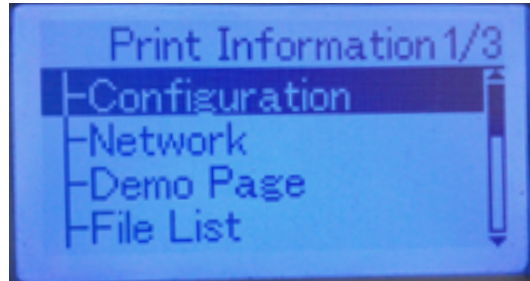 Print Information 1/3
Configuration
Network
Demo Page
File List